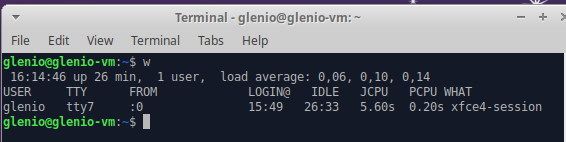 Terminal - glenio@glenio-vm: ~
File Edit View Terminal Tabs Help
glenio@glenio-vm:~$ w
 16:14:46 up 26 min,  1 user,  load average: 0,06, 0,10, 0,14
USER     TTY      FROM             LOGIN@   IDLE   JCPU   PCPU WHAT
glenio   tty7     :0               15:49   26:33   5.60s  0.20s xfce4-session
glenio@glenio-vm:~$